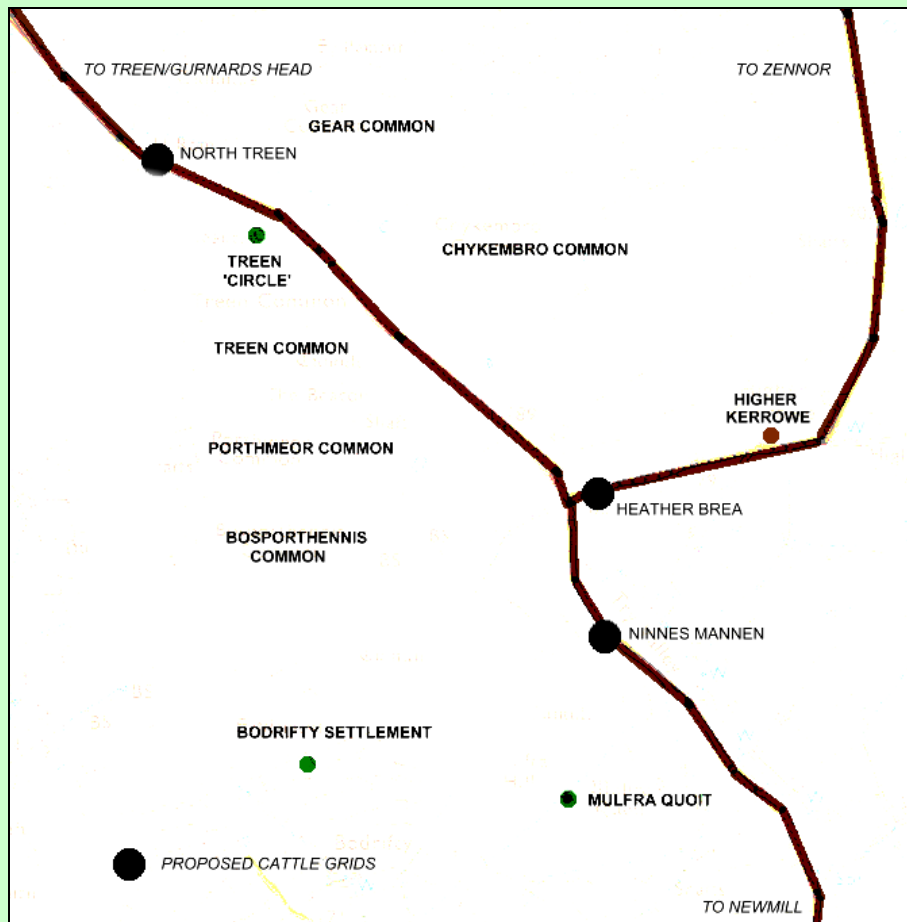 TO TREEN/GURNARDS HEAD
TO ZENNOR
GEAR COMMON
NORTH TREEN
CHYKEMBRO COMMON
TREEN
'CIRCLE'
TREEN COMMON
HIGHER
KERROWE
PORTHMEOR COMMON
HEATHER BREA
BOSPORTHENNIS
COMMON
NINNES MANNEN
BODRIFTY SETTLEMENT
MULFRA QUOIT
PROPOSED CATTLE GRIDS
TO NEWMILL